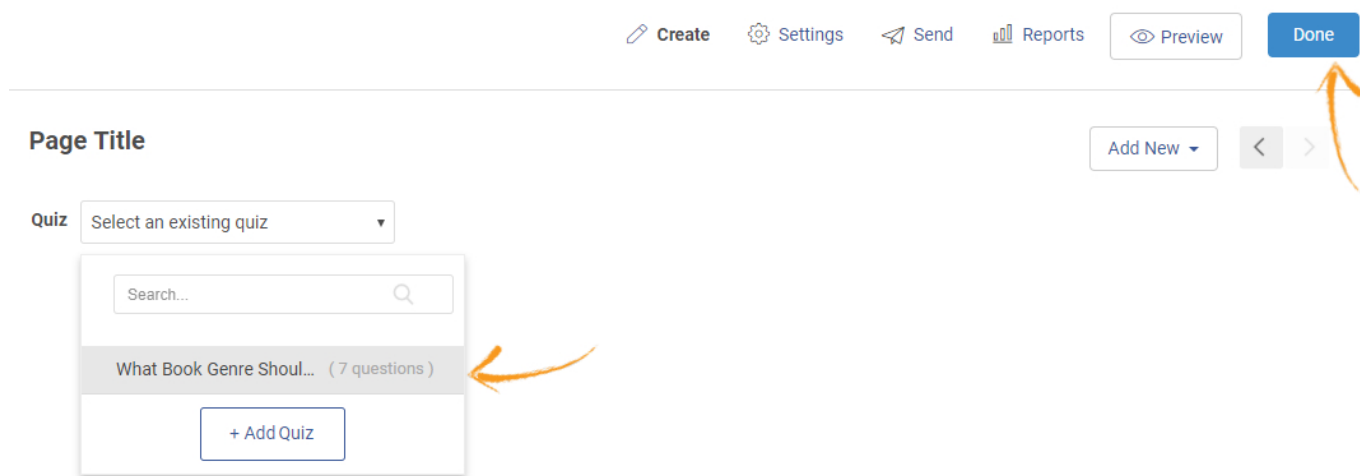 Create Settings Send Reports Preview Done
Page Title
Add New
Quiz Select an existing quiz
Search...
What Book Genre Shoul... ( 7 questions )
+ Add Quiz